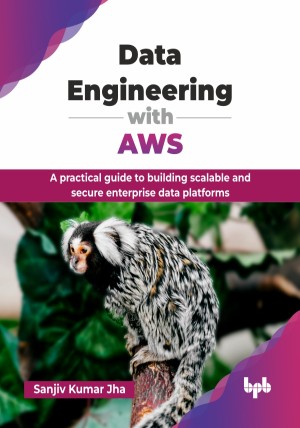 Data
Engineering
with
AWS
A practical guide to building scalable and
secure enterprise data platforms
Sanjiv Kumar Jha
bpb